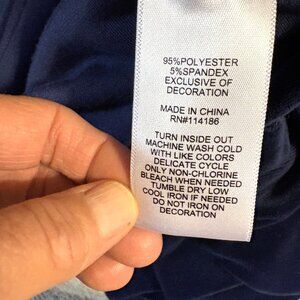 95%POLYESTER
5%SPANDEX
EXCLUSIVE OF
DECORATION
MADE IN CHINA
RN#114186
TURN INSIDE OUT
MACHINE WASH COLD
WITH LIKE COLORS
DELICATE CYCLE
ONLY NON-CHLORINE
BLEACH WHEN NEEDED
TUMBLE DRY LOW
COOL IRON IF NEEDED
DO NOT IRON ON
DECORATION